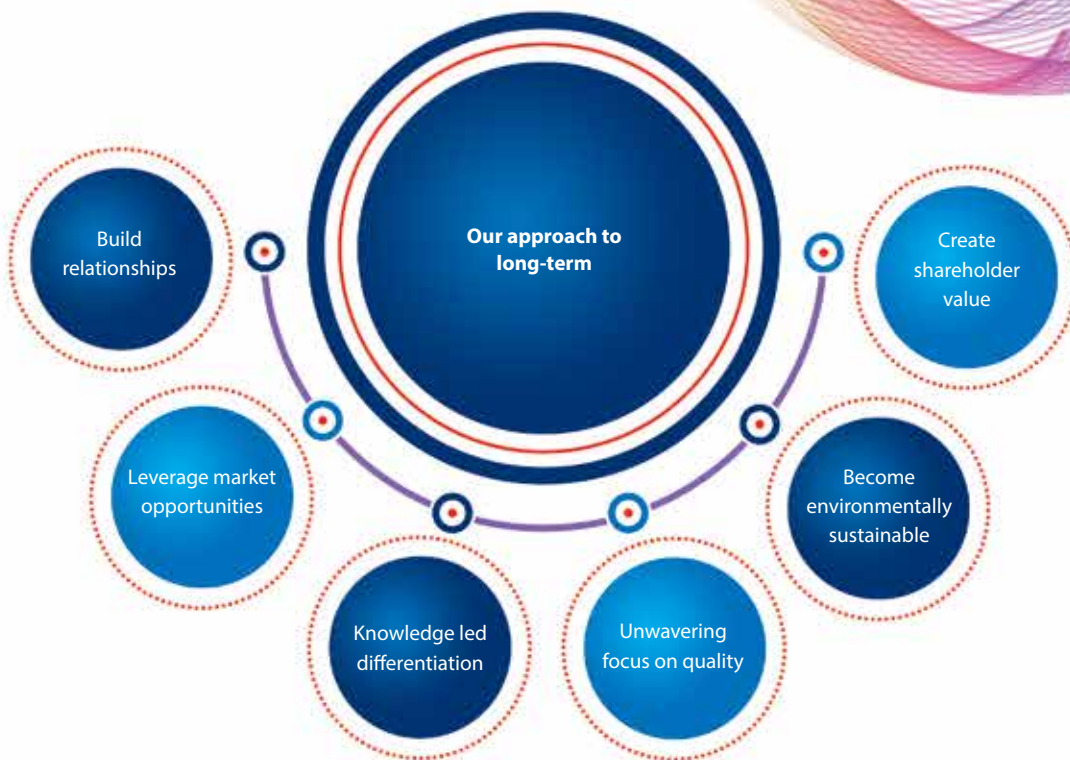 Our approach to
long-term
Build
relationships
Leverage market
opportunities
Knowledge led
differentiation
Unwavering
focus on quality
Become
environmentally
sustainable
Create
shareholder
value